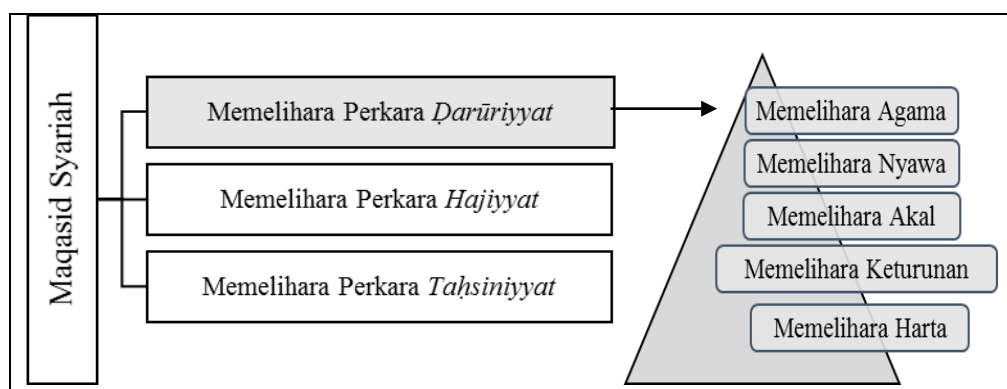 Maqasid Syariah
Memelihara Perkara Ḍarūriyyat
Memelihara Perkara Hajiyyat
Memelihara Perkara Taḥsiniyyat
Memelihara Agama
Memelihara Nyawa
Memelihara Akal
Memelihara Keturunan
Memelihara Harta